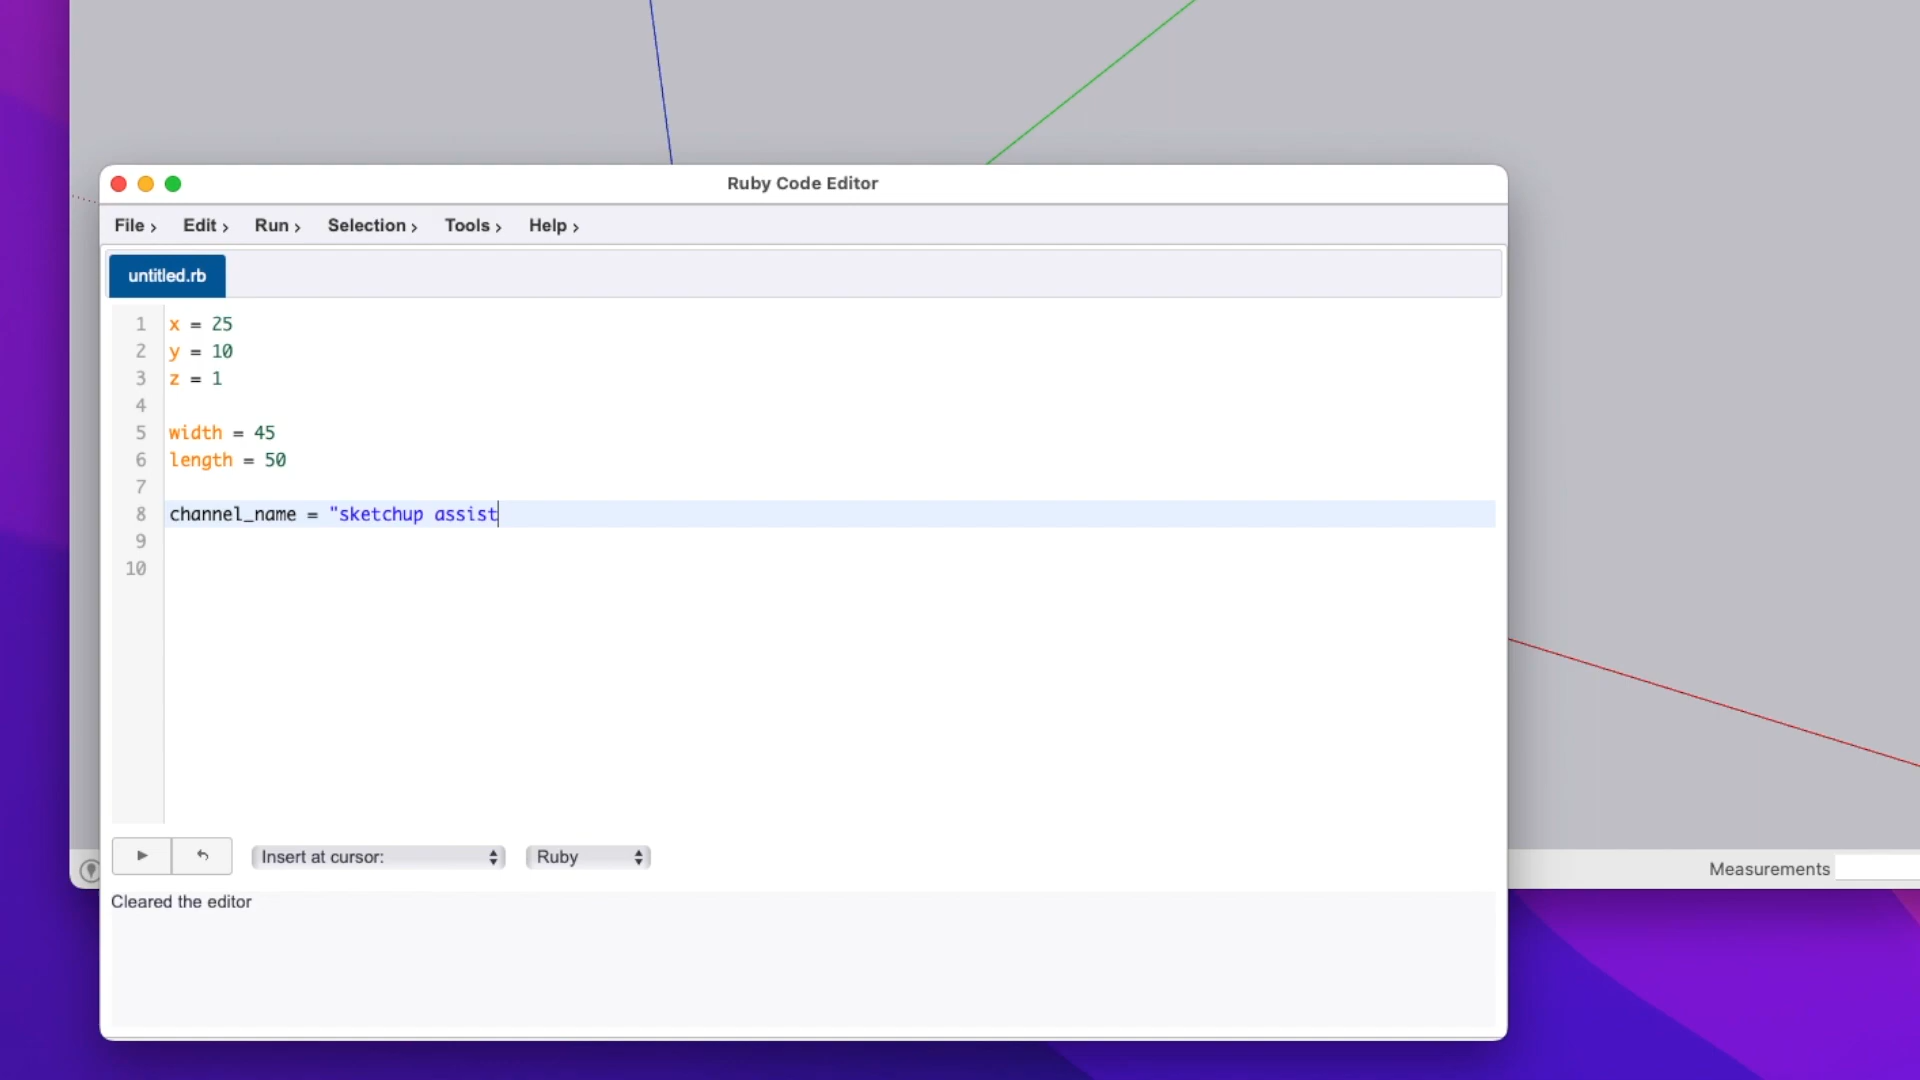 Ruby Code Editor
File › Edit › Run › Selection › Tools › Help ›
untitled.rb
1 x = 25
2 y = 10
3 z = 1
4
5 width = 45
6 length = 50
7
8 channel_name = "sketchup assist
9
10
Insert at cursor: Ruby
Measurements
Cleared the editor